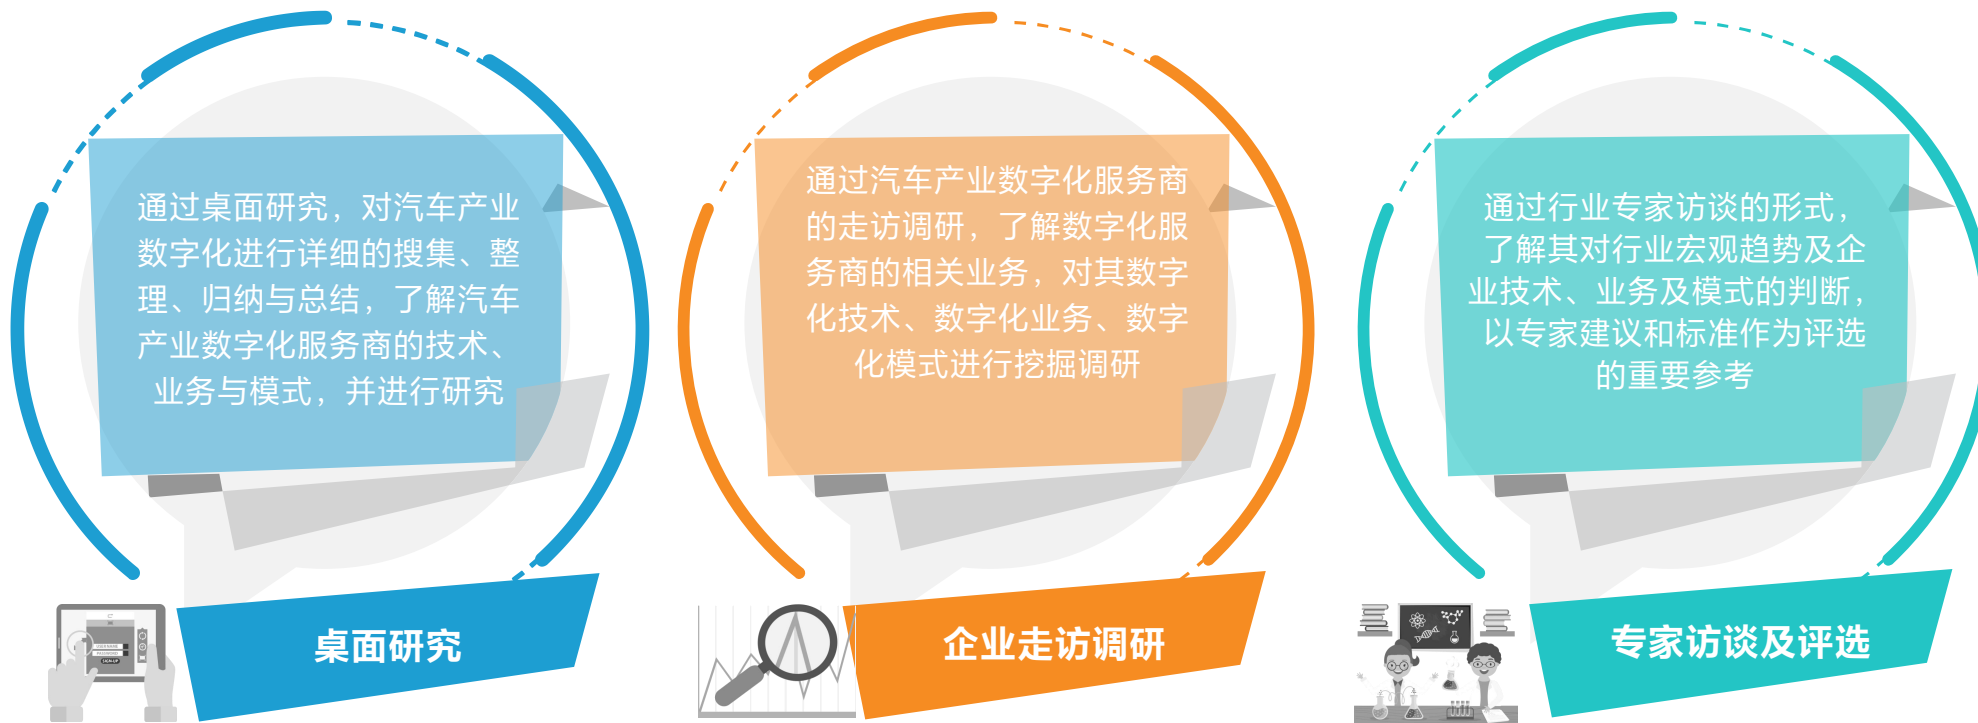 通过桌面研究，对汽车产业
数字化进行详细的搜集、整
理、归纳与总结，了解汽车
产业数字化服务商的技术、
业务与模式，并进行研究
桌面研究
通过汽车产业数字化服务商
的走访调研，了解数字化服
务商的相关业务，对其数字
化技术、数字化业务、数字
化模式进行挖掘调研
企业走访调研
通过行业专家访谈的形式，
了解其对行业宏观趋势及企
业技术、业务及模式的判断，
以专家建议和标准作为评选
的重要参考
专家访谈及评选
SIGN-UP